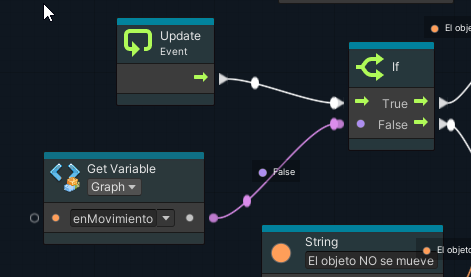 El obje
Update
Event
If
True
False
Get Variable
Graph
False
enMovimiento
String
El objeto NO se mueve
El objeto